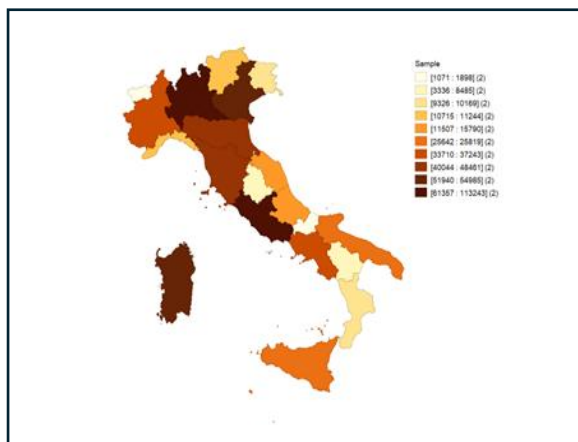 Sample
[1071 : 1898] (2)
[3336 : 8485] (2)
[9326 : 10169] (2)
[10715 : 11244] (2)
[11507 : 15790] (2)
[25642 : 25819] (2)
[33710 : 37243] (2)
[40044 : 48461] (2)
[51940 : 54985] (2)
[61357 : 113243] (2)